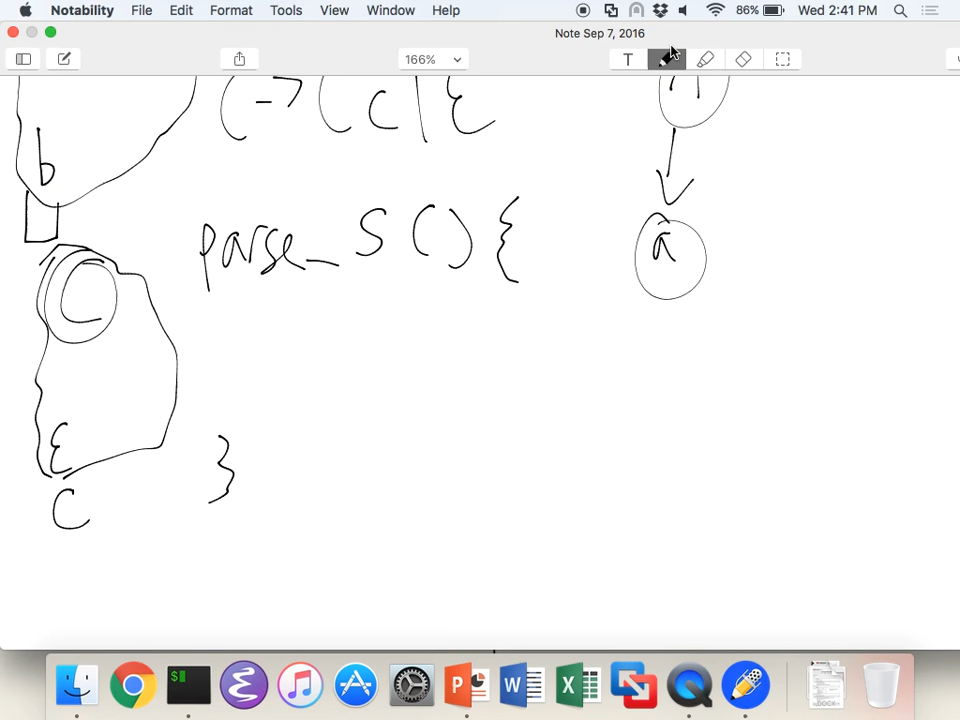 Notability File Edit Format Tools View Window Help 86% Wed 2:41 PM
Note Sep 7, 2016
166% T
C → C c | ε
b
parse_S() {
a
C
ε
}
C
$ P W X